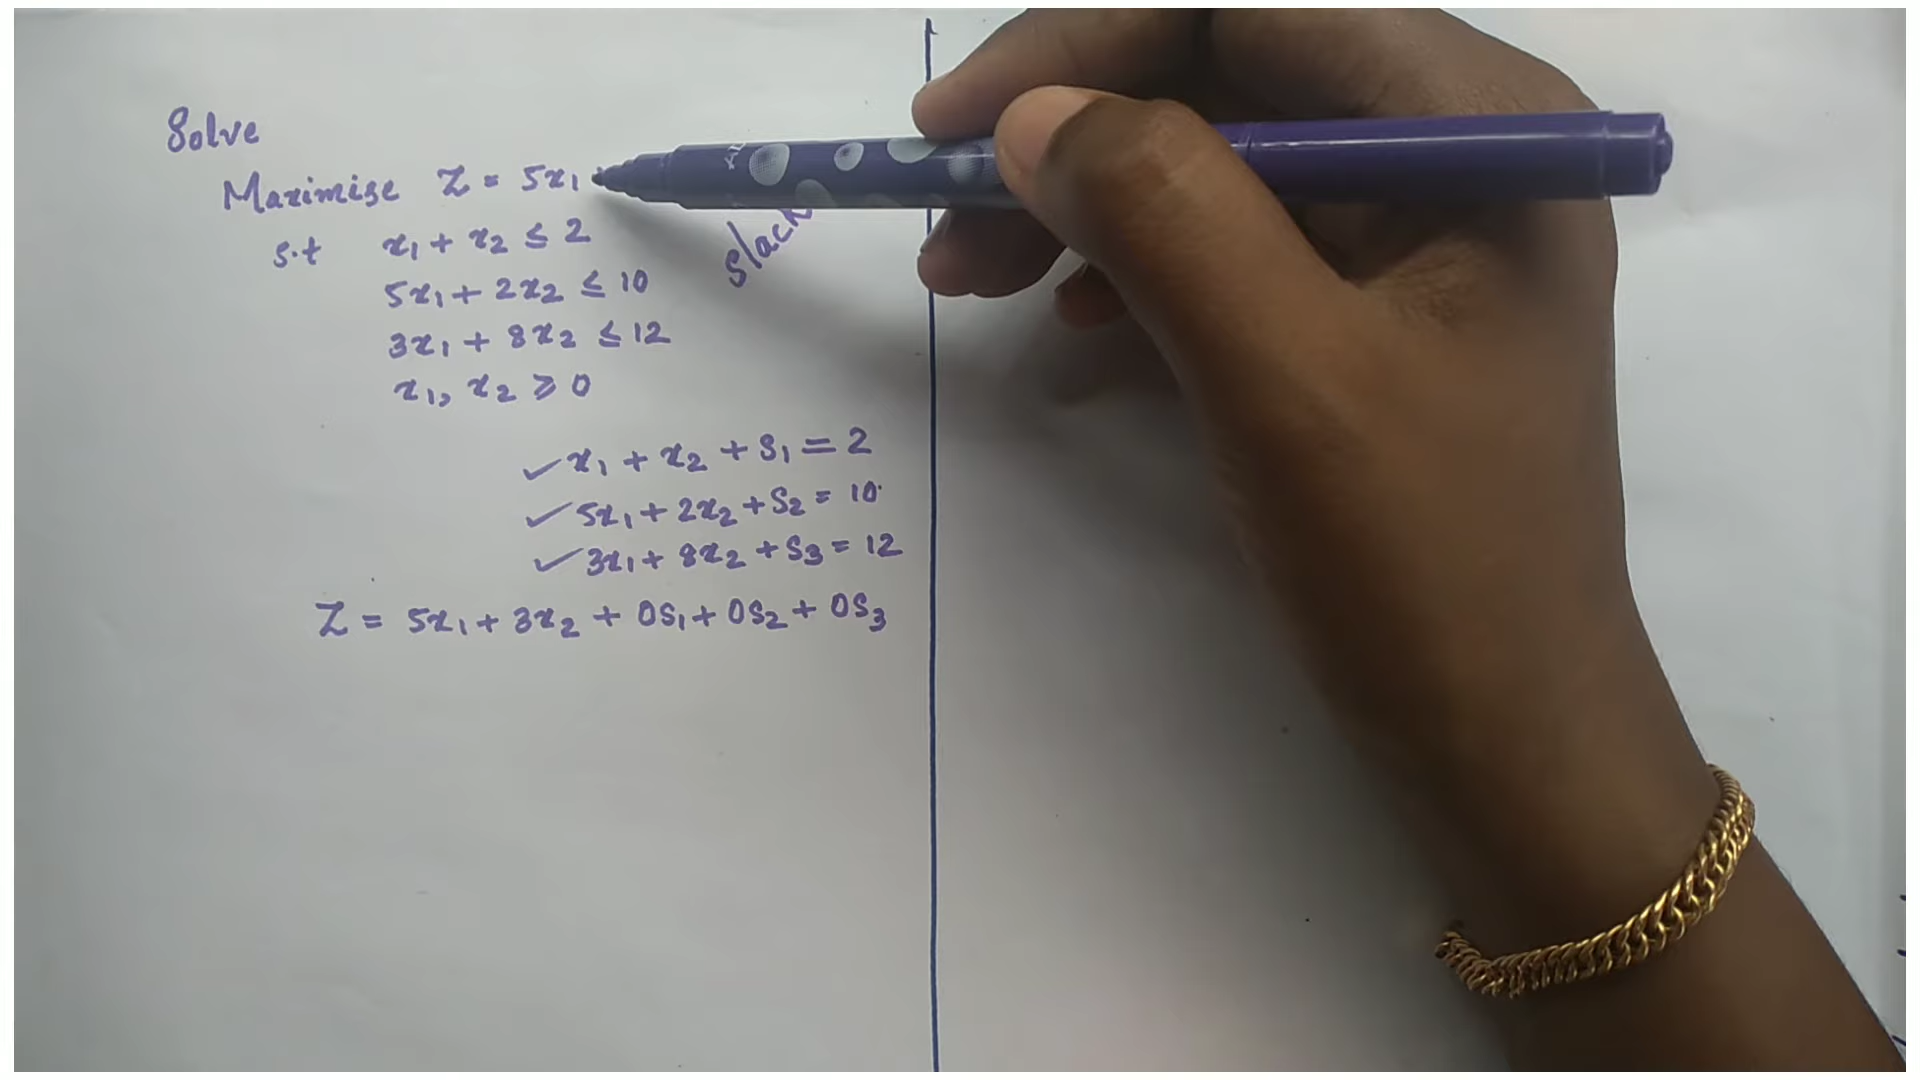 Solve
Maximise Z = 5x₁
s.t x₁ + x₂ ≤ 2
slack
5x₁ + 2x₂ ≤ 10
3x₁ + 8x₂ ≤ 12
x₁, x₂ ≥ 0
✓ x₁ + x₂ + S₁ = 2
✓ 5x₁ + 2x₂ + S₂ = 10
✓ 3x₁ + 8x₂ + S₃ = 12
Z = 5x₁ + 3x₂ + 0S₁ + 0S₂ + 0S₃